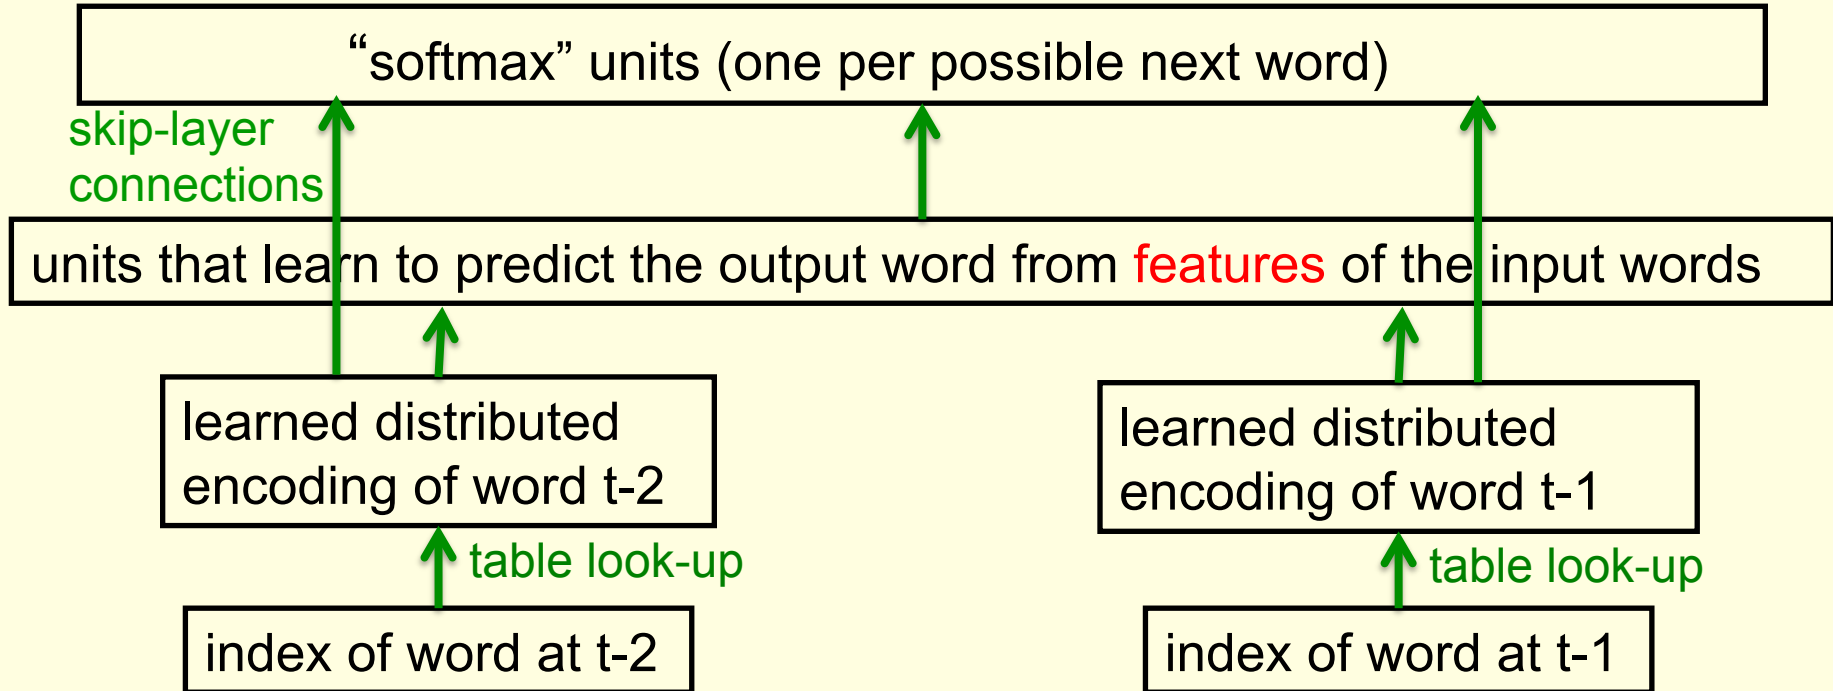 “softmax” units (one per possible next word)
skip-layer
connections
units that learn to predict the output word from features of the input words
learned distributed
encoding of word t-2
learned distributed
encoding of word t-1
table look-up
table look-up
index of word at t-2
index of word at t-1